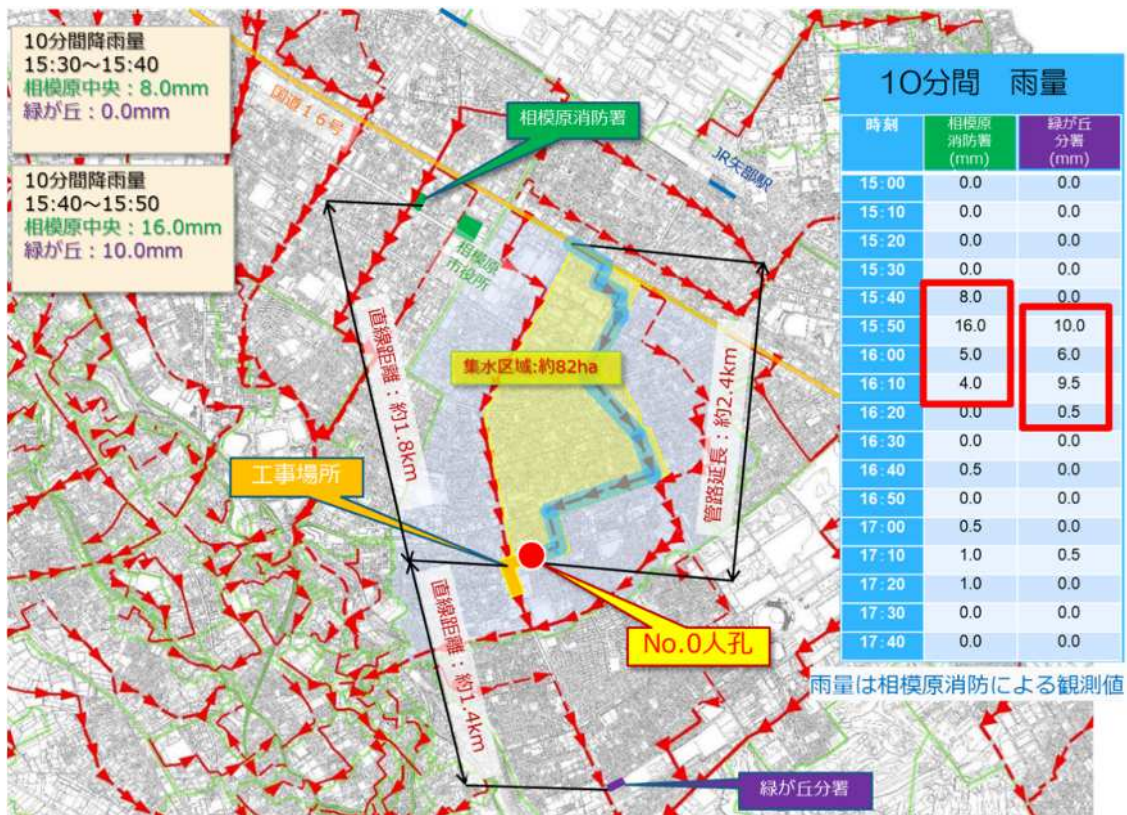 10分間降雨量
15:30～15:40
相模原中央：8.0mm
緑が丘：0.0mm
10分間降雨量
15:40～15:50
相模原中央：16.0mm
緑が丘：10.0mm
国道１６号
相模原消防署
JR矢部駅
相模原
市役所
直線距離：約1.8km
集水区域:約82ha
管路延長：約2.4km
工事場所
直線距離：約1.4km
No.0人孔
緑が丘分署
10分間　雨量
時刻 相模原消防署(mm) 緑が丘分署(mm)
15:00 0.0 0.0
15:10 0.0 0.0
15:20 0.0 0.0
15:30 0.0 0.0
15:40 8.0 0.0
15:50 16.0 10.0
16:00 5.0 6.0
16:10 4.0 9.5
16:20 0.0 0.5
16:30 0.0 0.0
16:40 0.5 0.0
16:50 0.0 0.0
17:00 0.5 0.0
17:10 1.0 0.5
17:20 1.0 0.0
17:30 0.0 0.0
17:40 0.0 0.0
雨量は相模原消防による観測値